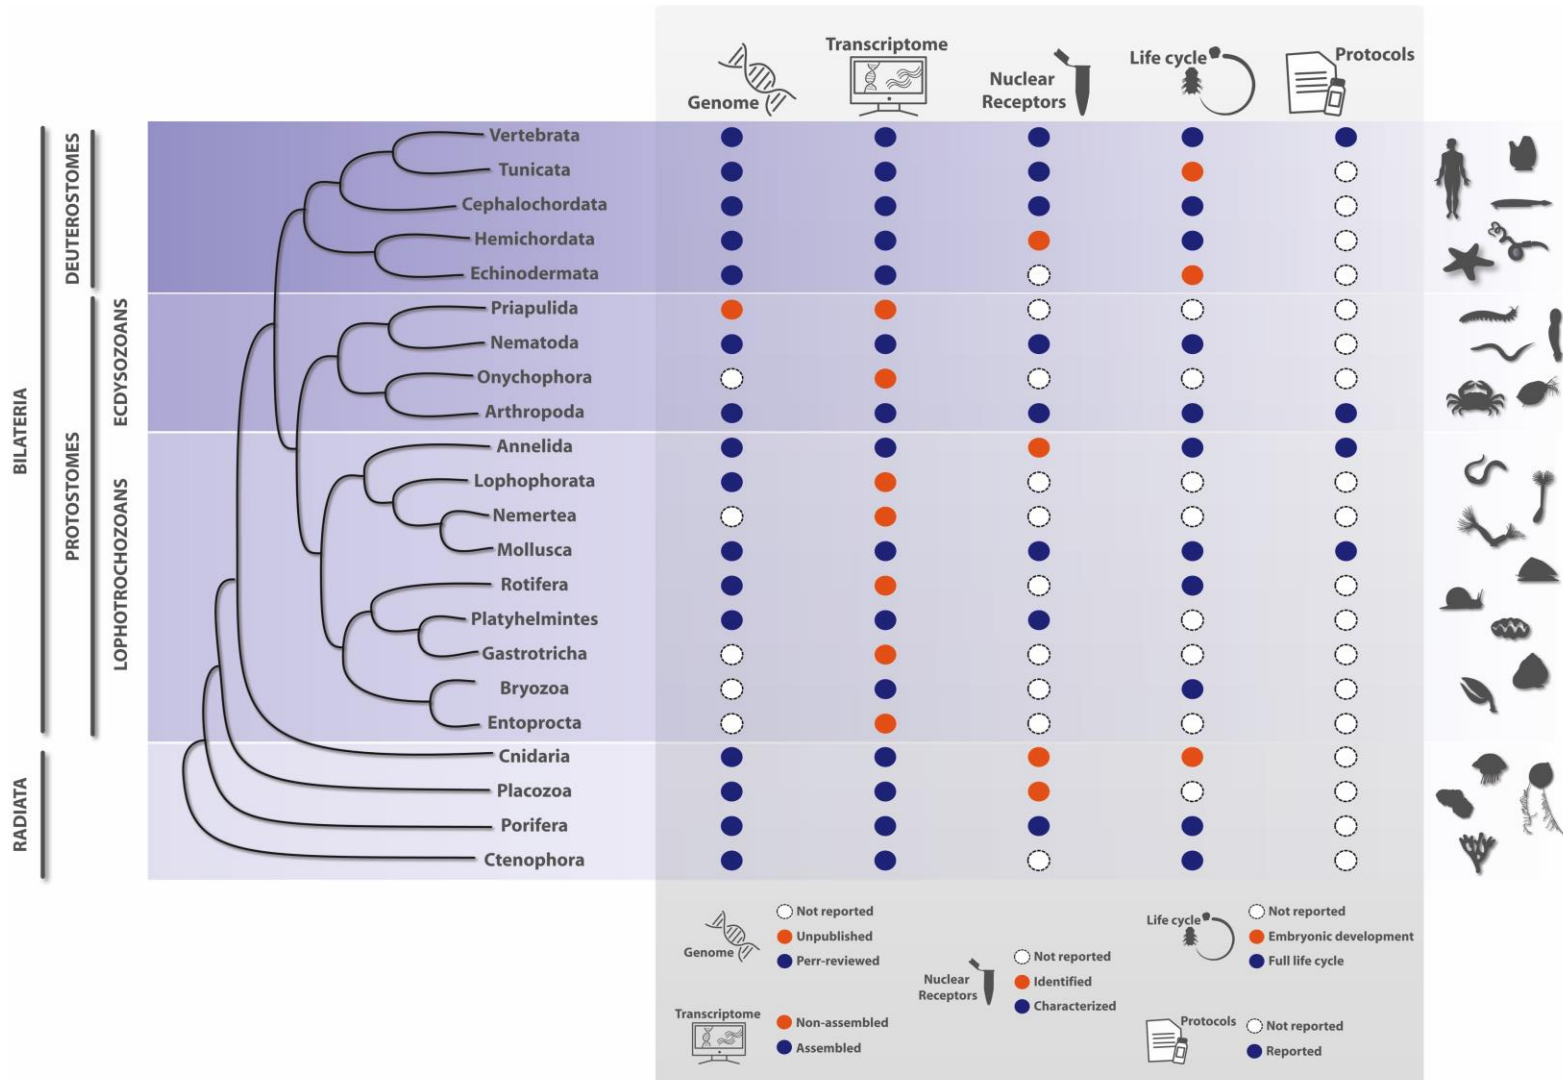 Genome
Transcriptome
Nuclear
Receptors
Life cycle
Protocols
BILATERIA
DEUTEROSTOMES
PROTOSTOMES
ECDYSOZOANS
LOPHOTROCHOZOANS
RADIATA
Vertebrata
Tunicata
Cephalochordata
Hemichordata
Echinodermata
Priapulida
Nematoda
Onychophora
Arthropoda
Annelida
Lophophorata
Nemertea
Mollusca
Rotifera
Platyhelmintes
Gastrotricha
Bryozoa
Entoprocta
Cnidaria
Placozoa
Porifera
Ctenophora
Genome
Not reported
Unpublished
Perr-reviewed
Transcriptome
Non-assembled
Assembled
Nuclear
Receptors
Not reported
Identified
Characterized
Life cycle
Not reported
Embryonic development
Full life cycle
Protocols
Not reported
Reported